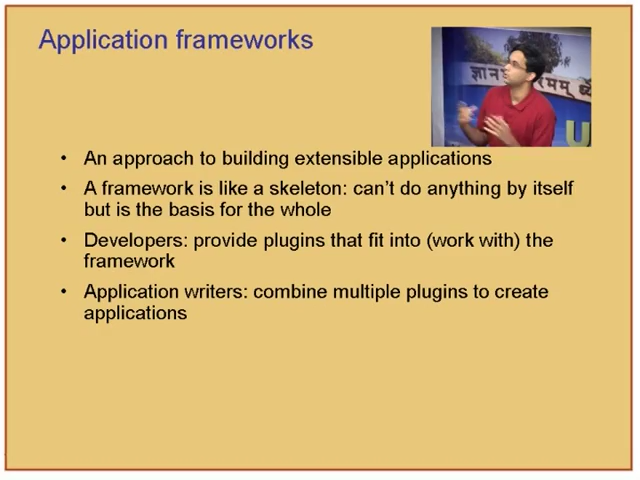 Application frameworks
ज्ञान
रमम् ध्ये
U
• An approach to building extensible applications
• A framework is like a skeleton: can't do anything by itself
but is the basis for the whole
• Developers: provide plugins that fit into (work with) the
framework
• Application writers: combine multiple plugins to create
applications